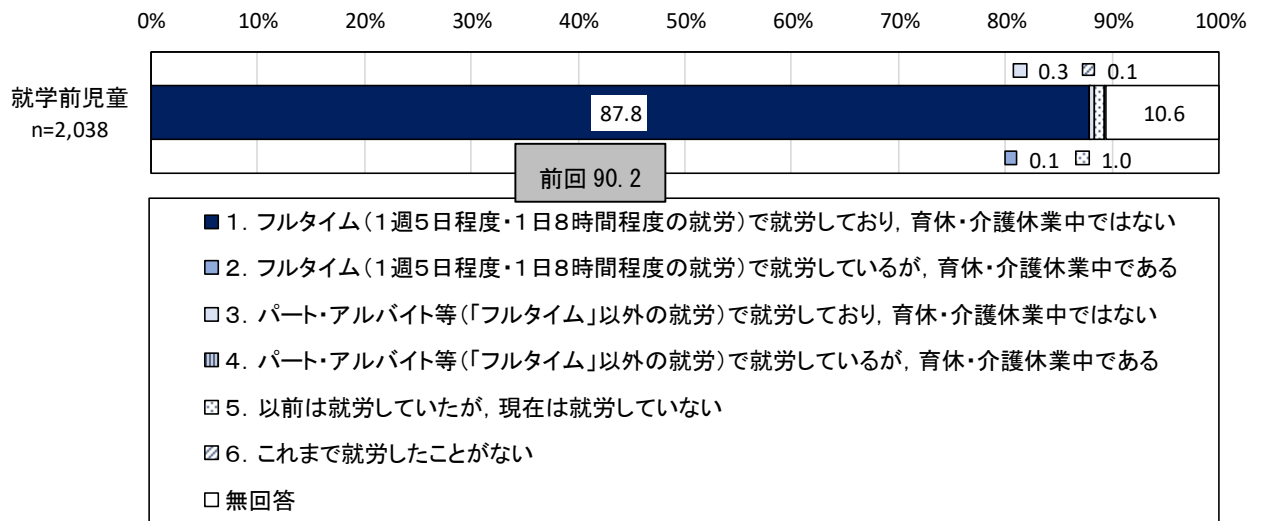 0% 10% 20% 30% 40% 50% 60% 70% 80% 90% 100%
0.3 0.1
就学前児童
n=2,038
87.8 10.6
0.1 1.0
前回 90.2
1．フルタイム（１週５日程度・１日８時間程度の就労）で就労しており，育休・介護休業中ではない
2．フルタイム（１週５日程度・１日８時間程度の就労）で就労しているが，育休・介護休業中である
3．パート・アルバイト等（「フルタイム」以外の就労）で就労しており，育休・介護休業中ではない
4．パート・アルバイト等（「フルタイム」以外の就労）で就労しているが，育休・介護休業中である
5．以前は就労していたが，現在は就労していない
6．これまで就労したことがない
無回答